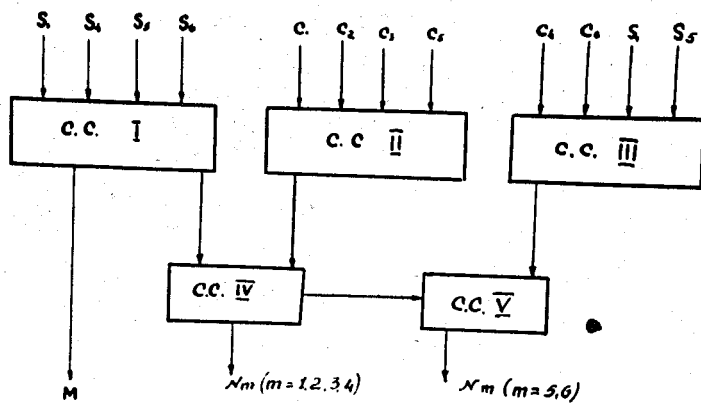 S₁ S₄ S₅ S₆ C₁ C₂ C₃ C₅ C₄ C₆ S₁ S₅
C.C. I
C.C II
C.C. III
C.C. IV
C.C. V
M
Nm (m=1,2,3,4)
Nm (m=5,6)